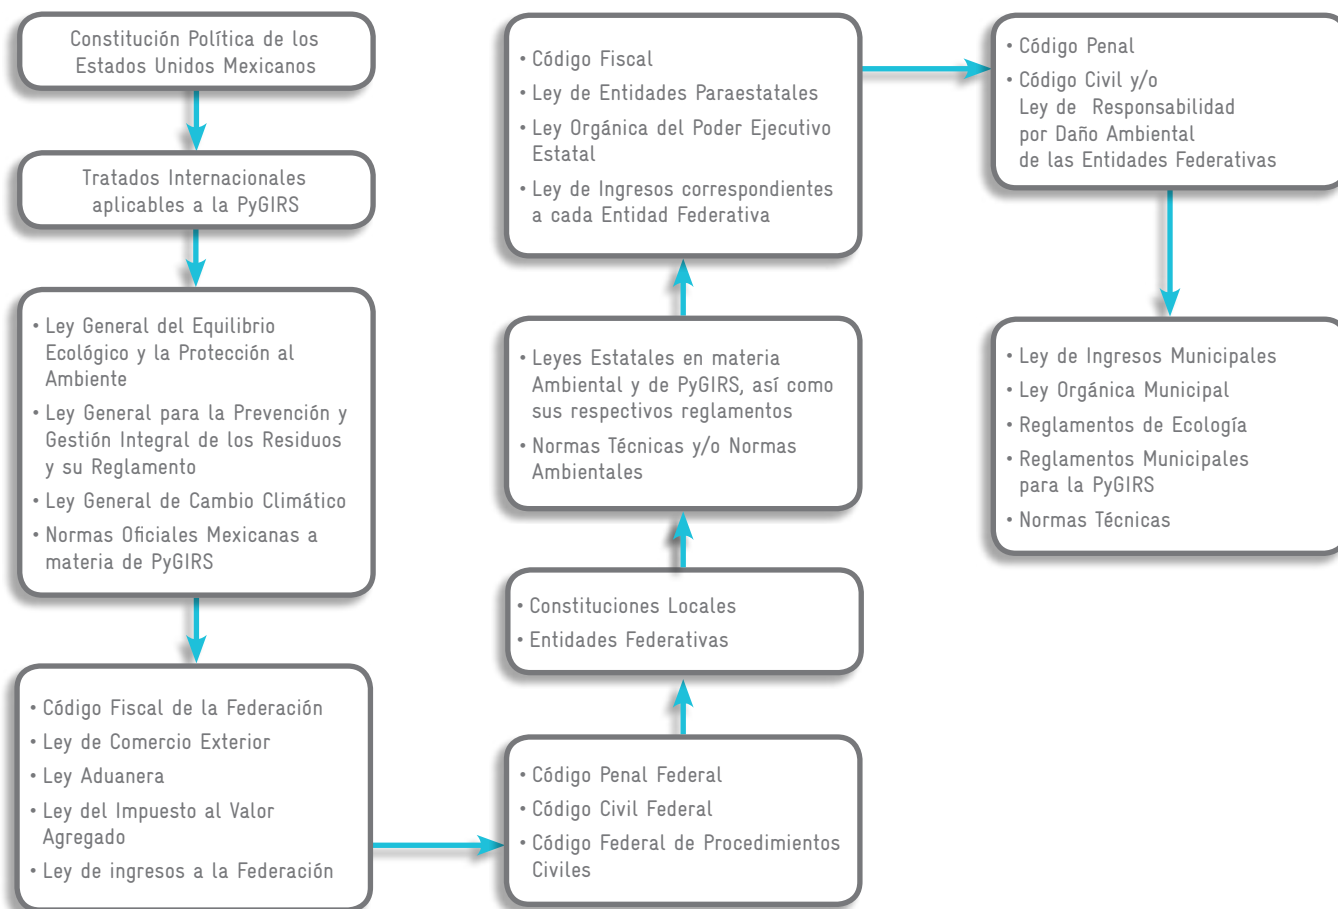 Constitución Política de los
Estados Unidos Mexicanos
Tratados Internacionales
aplicables a la PyGIRS
• Ley General del Equilibrio
Ecológico y la Protección al
Ambiente
• Ley General para la Prevención y
Gestión Integral de los Residuos
y su Reglamento
• Ley General de Cambio Climático
• Normas Oficiales Mexicanas a
materia de PyGIRS
• Código Fiscal de la Federación
• Ley de Comercio Exterior
• Ley Aduanera
• Ley del Impuesto al Valor
Agregado
• Ley de ingresos a la Federación
• Código Penal Federal
• Código Civil Federal
• Código Federal de Procedimientos
Civiles
• Constituciones Locales
• Entidades Federativas
• Leyes Estatales en materia
Ambiental y de PyGIRS, así como
sus respectivos reglamentos
• Normas Técnicas y/o Normas
Ambientales
• Código Fiscal
• Ley de Entidades Paraestatales
• Ley Orgánica del Poder Ejecutivo
Estatal
• Ley de Ingresos correspondientes
a cada Entidad Federativa
• Código Penal
• Código Civil y/o
Ley de Responsabilidad
por Daño Ambiental
de las Entidades Federativas
• Ley de Ingresos Municipales
• Ley Orgánica Municipal
• Reglamentos de Ecología
• Reglamentos Municipales
para la PyGIRS
• Normas Técnicas